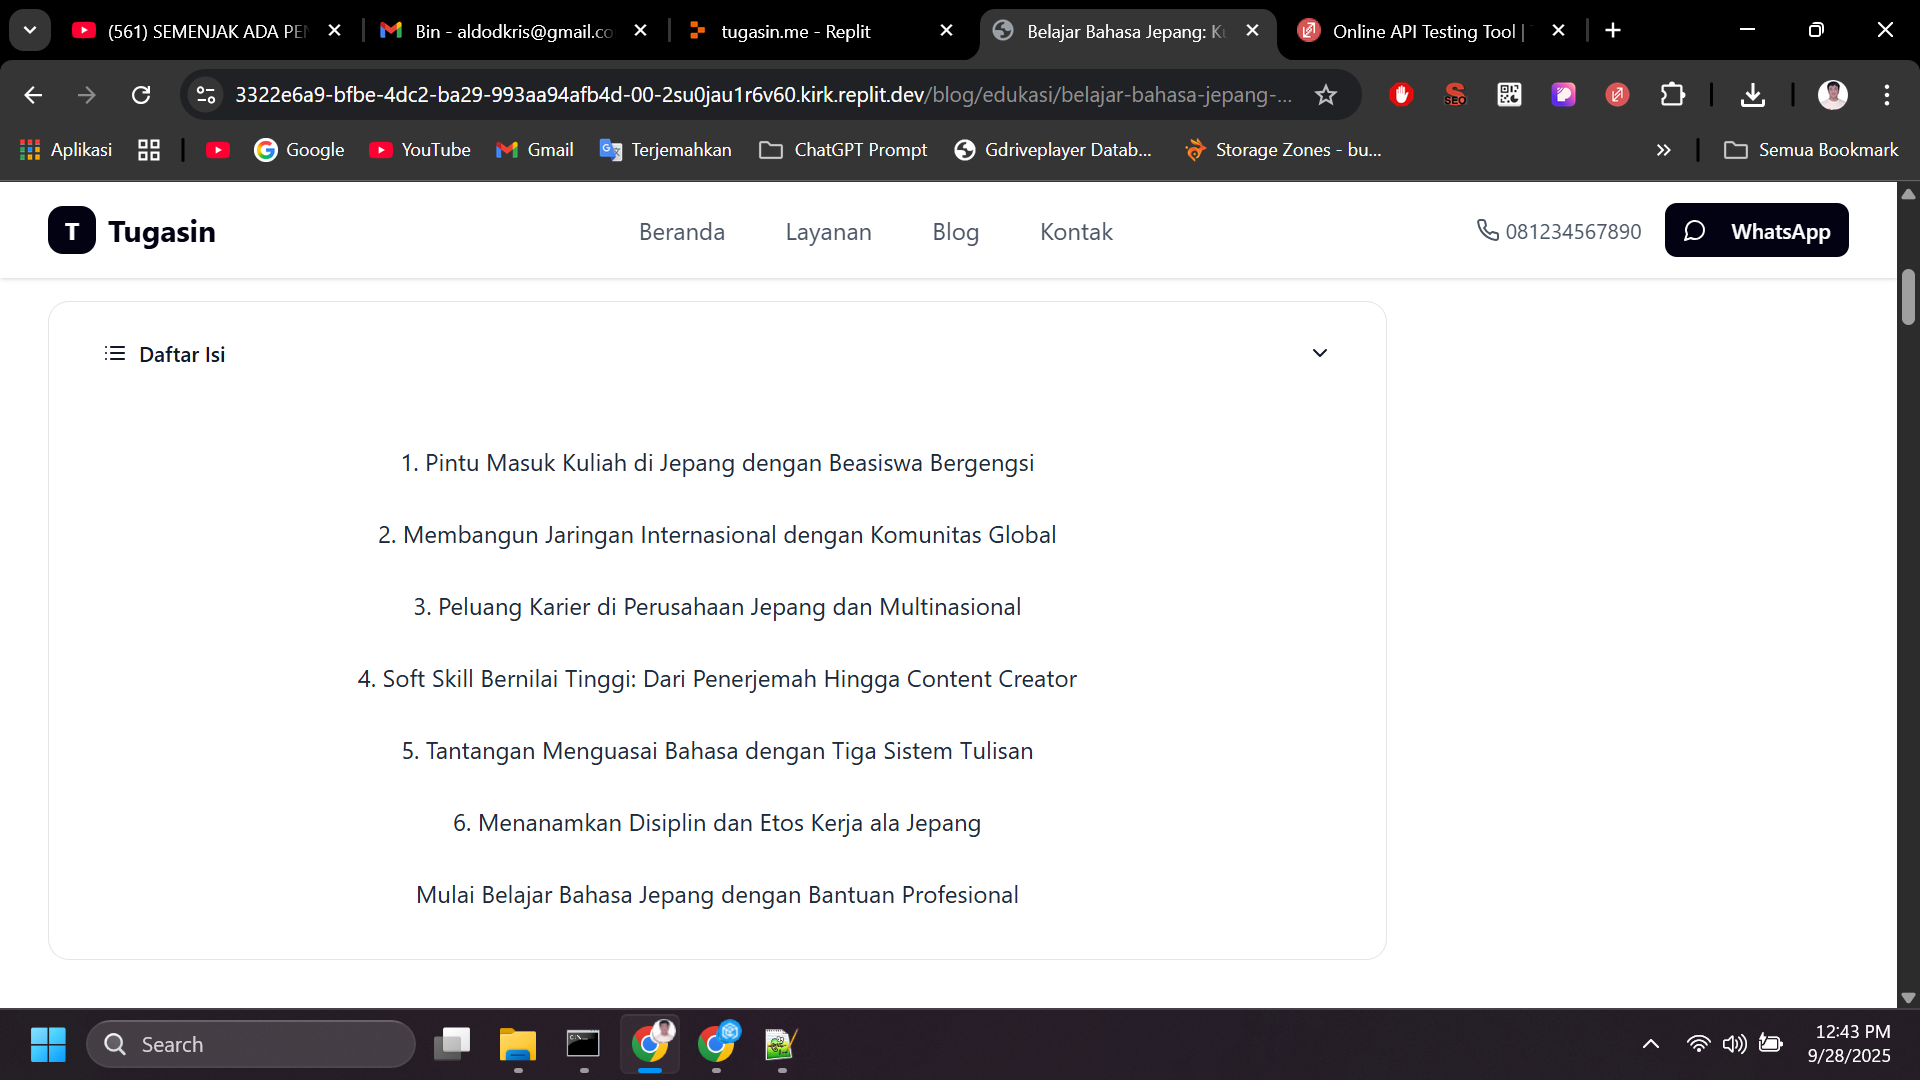 (561) SEMENJAK ADA PE
Bin - aldodkris@gmail.co
tugasin.me - Replit
Belajar Bahasa Jepang: K
Online API Testing Tool |
3322e6a9-bfbe-4dc2-ba29-993aa94afb4d-00-2su0jau1r6v60.kirk.replit.dev/blog/edukasi/belajar-bahasa-jepang-...
SEO
Aplikasi
Google
YouTube
Gmail
Terjemahkan
ChatGPT Prompt
Gdriveplayer Datab...
Storage Zones - bu...
Semua Bookmark
T Tugasin
Beranda
Layanan
Blog
Kontak
081234567890
WhatsApp
Daftar Isi
1. Pintu Masuk Kuliah di Jepang dengan Beasiswa Bergengsi
2. Membangun Jaringan Internasional dengan Komunitas Global
3. Peluang Karier di Perusahaan Jepang dan Multinasional
4. Soft Skill Bernilai Tinggi: Dari Penerjemah Hingga Content Creator
5. Tantangan Menguasai Bahasa dengan Tiga Sistem Tulisan
6. Menanamkan Disiplin dan Etos Kerja ala Jepang
Mulai Belajar Bahasa Jepang dengan Bantuan Profesional
Search
12:43 PM
9/28/2025